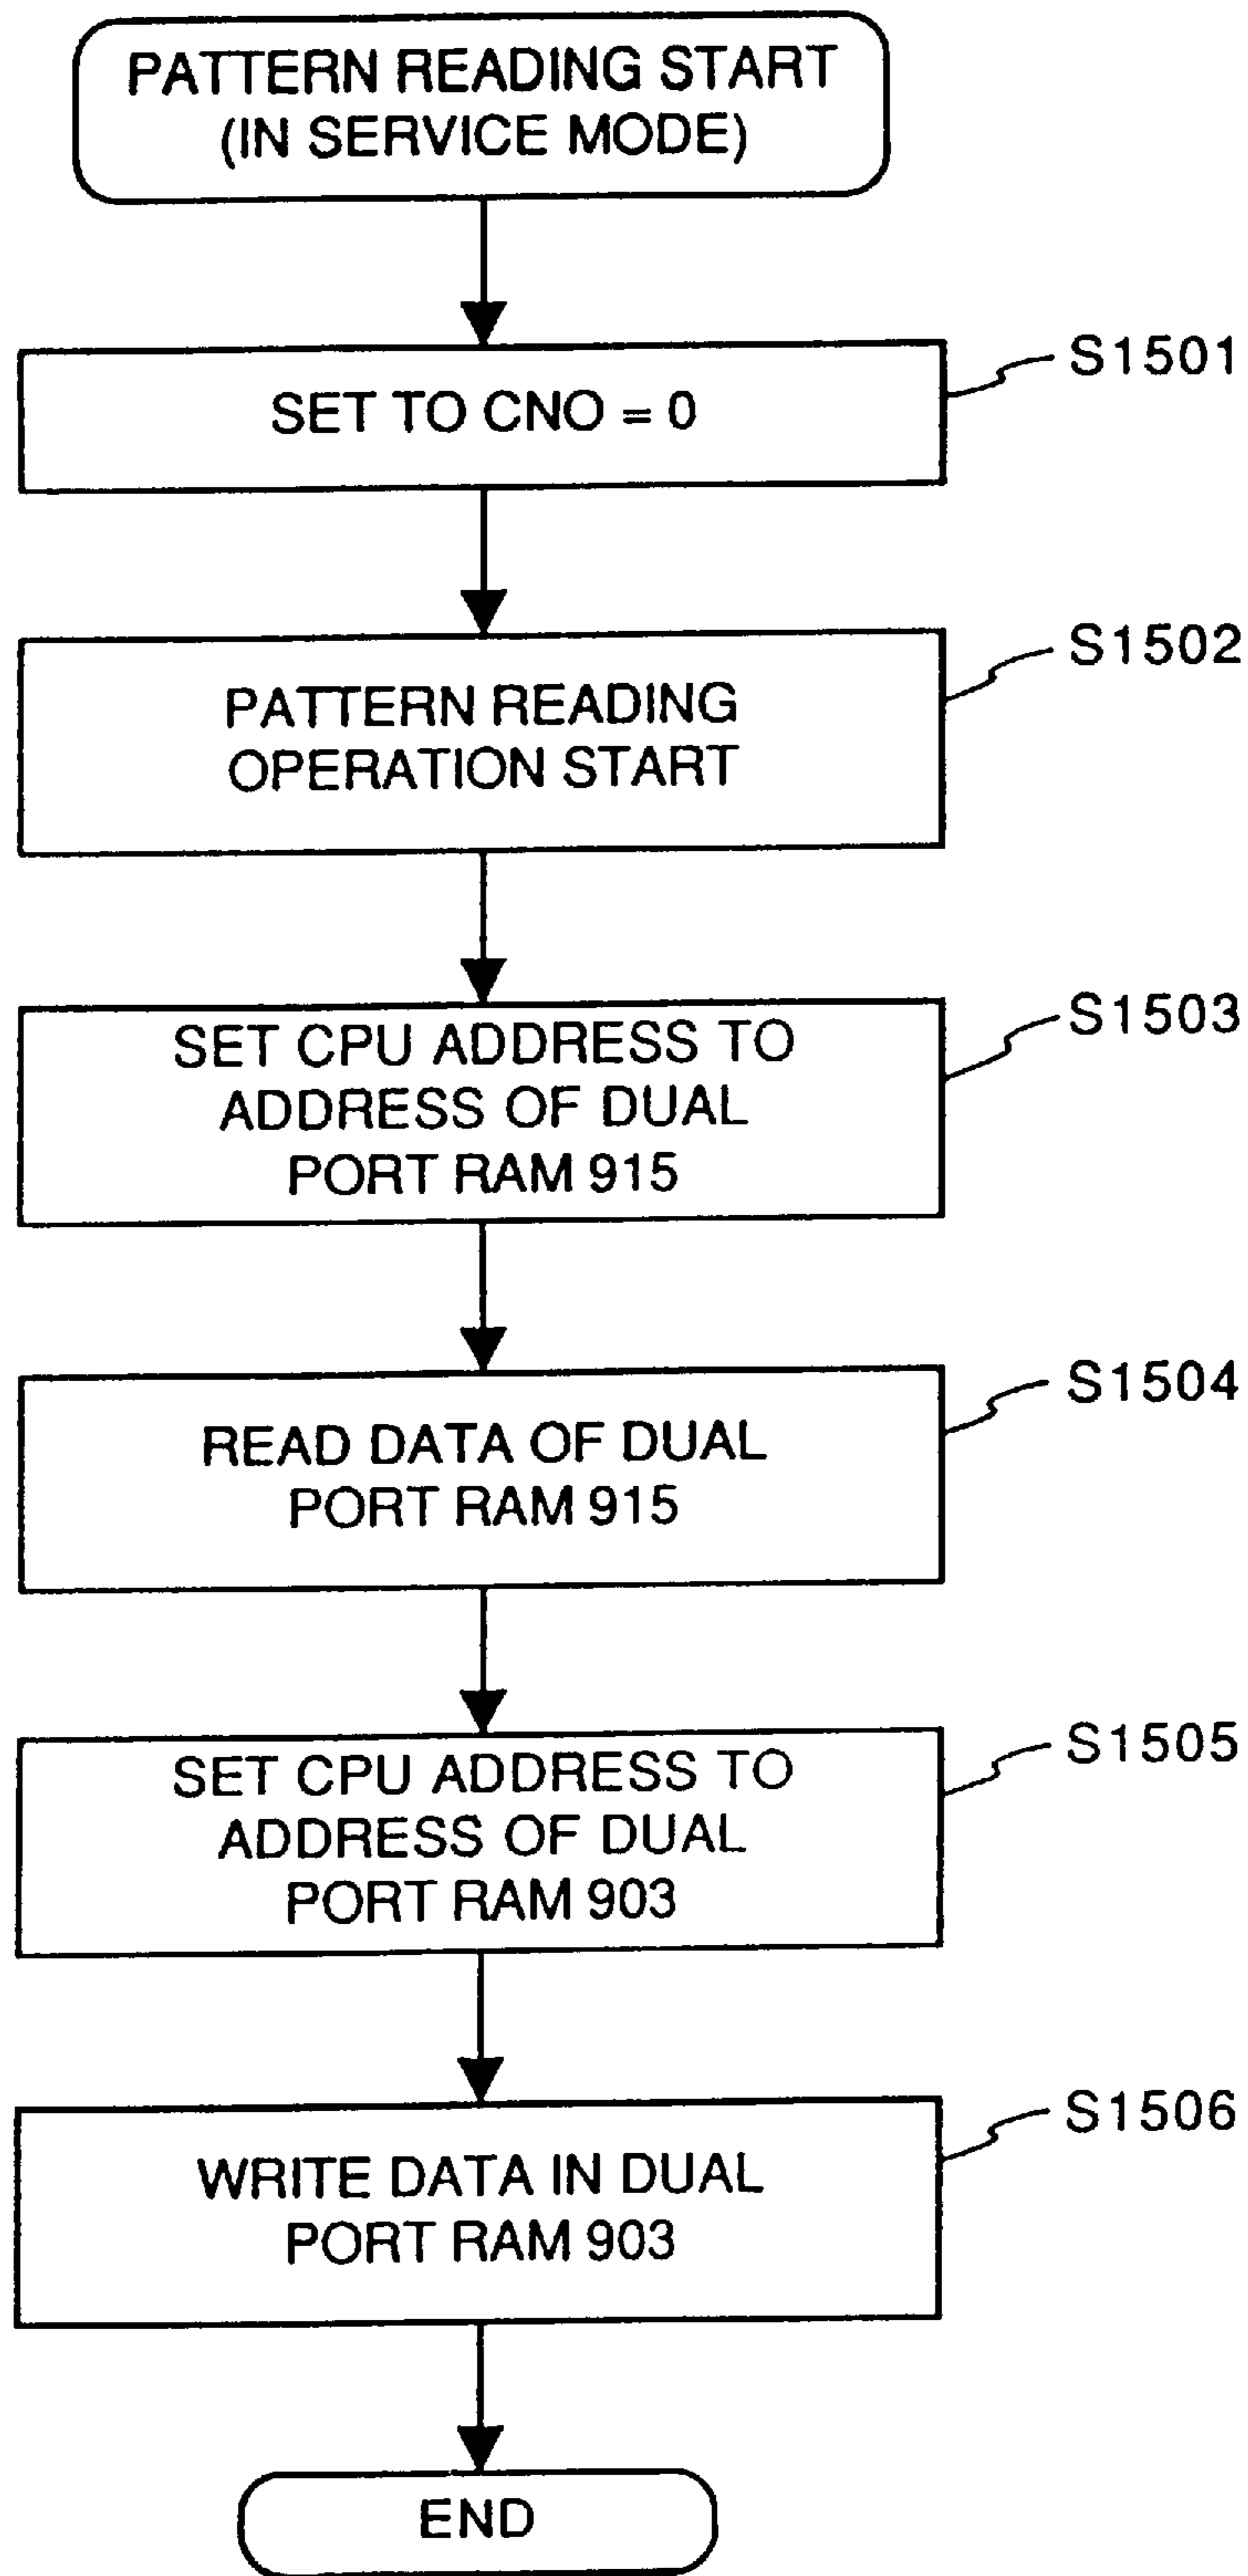 PATTERN READING START
(IN SERVICE MODE)
S1501
SET TO CNO = 0
S1502
PATTERN READING
OPERATION START
S1503
SET CPU ADDRESS TO
ADDRESS OF DUAL
PORT RAM 915
S1504
READ DATA OF DUAL
PORT RAM 915
S1505
SET CPU ADDRESS TO
ADDRESS OF DUAL
PORT RAM 903
S1506
WRITE DATA IN DUAL
PORT RAM 903
END